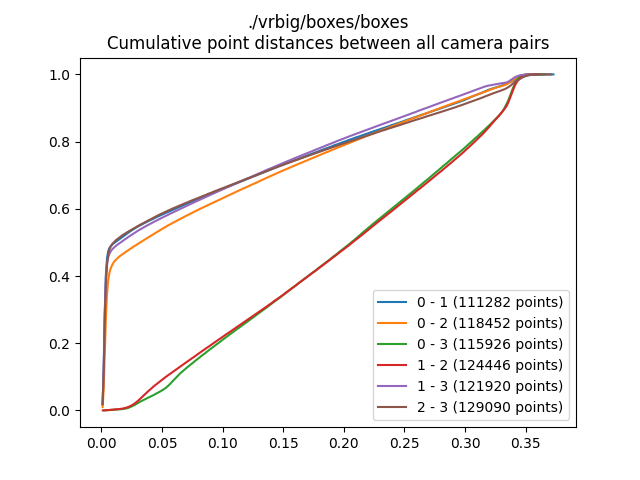 ./vrbig/boxes/boxes
Cumulative point distances between all camera pairs
1.0
0.8
0.6
0.4
0.2
0.0
0 - 1 (111282 points)
0 - 2 (118452 points)
0 - 3 (115926 points)
1 - 2 (124446 points)
1 - 3 (121920 points)
2 - 3 (129090 points)
0.00 0.05 0.10 0.15 0.20 0.25 0.30 0.35